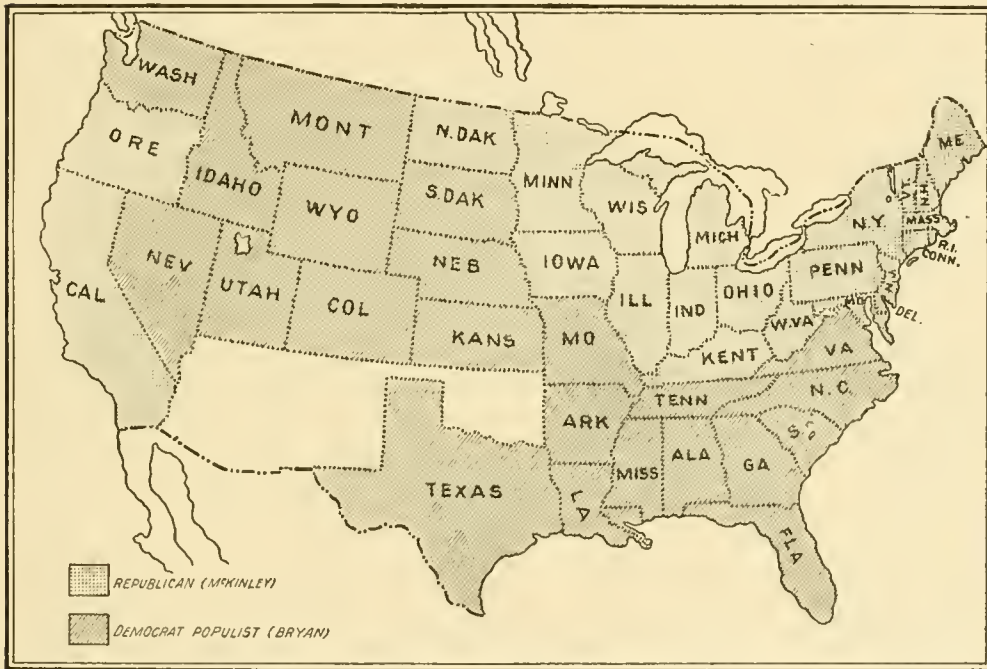 WASH
MONT
N. DAK
ORE
IDAHO
MINN
ME
WYO
S. DAK
WIS
MICH
N.Y.
VT.
N.H.
MASS
R.I.
CONN.
NEV
NEB
IOWA
PENN
N.J.
CAL
UTAH
COL
ILL
IND
OHIO
MD.
DEL.
KANS
MO
W.VA
VA
KENT
N.C.
TENN
ARK
S.CO
MISS
ALA
GA
TEXAS
LA
FLA
REPUBLICAN (MCKINLEY)
DEMOCRAT POPULIST (BRYAN)